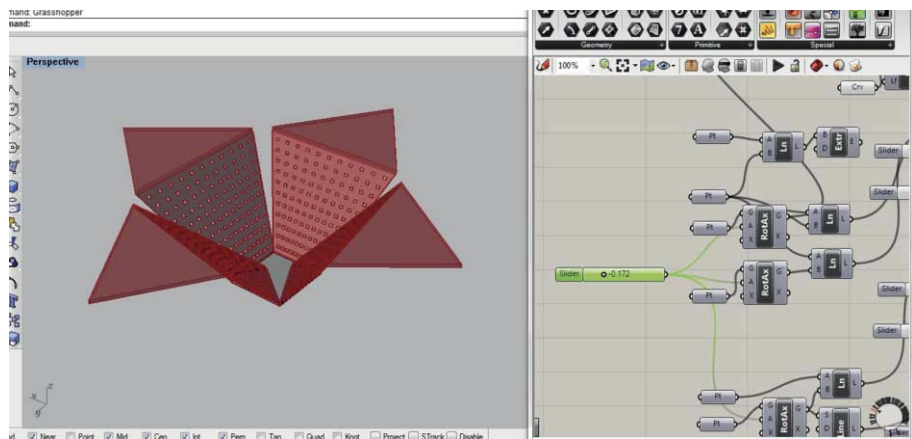 mand: Grasshopper
mand:
Perspective
Geometry
Primitive
Special
100%
Crv
Pt
A
B
Ln
L
B
D
Extr
E
Slider
Slider
Pt
Pt
G
A
X
RotAx
G
X
A
B
Ln
L
A
B
Ln
L
Slider
-0.172
Pt
G
A
X
RotAx
G
X
Slider
Slider
A
B
Ln
L
Pt
Pt
G
A
RotAx
G
S
D
Line
L
z
x
Near
Point
Mid
Cen
Int
Perp
Tan
Quad
Knot
Project
STrack
Disable